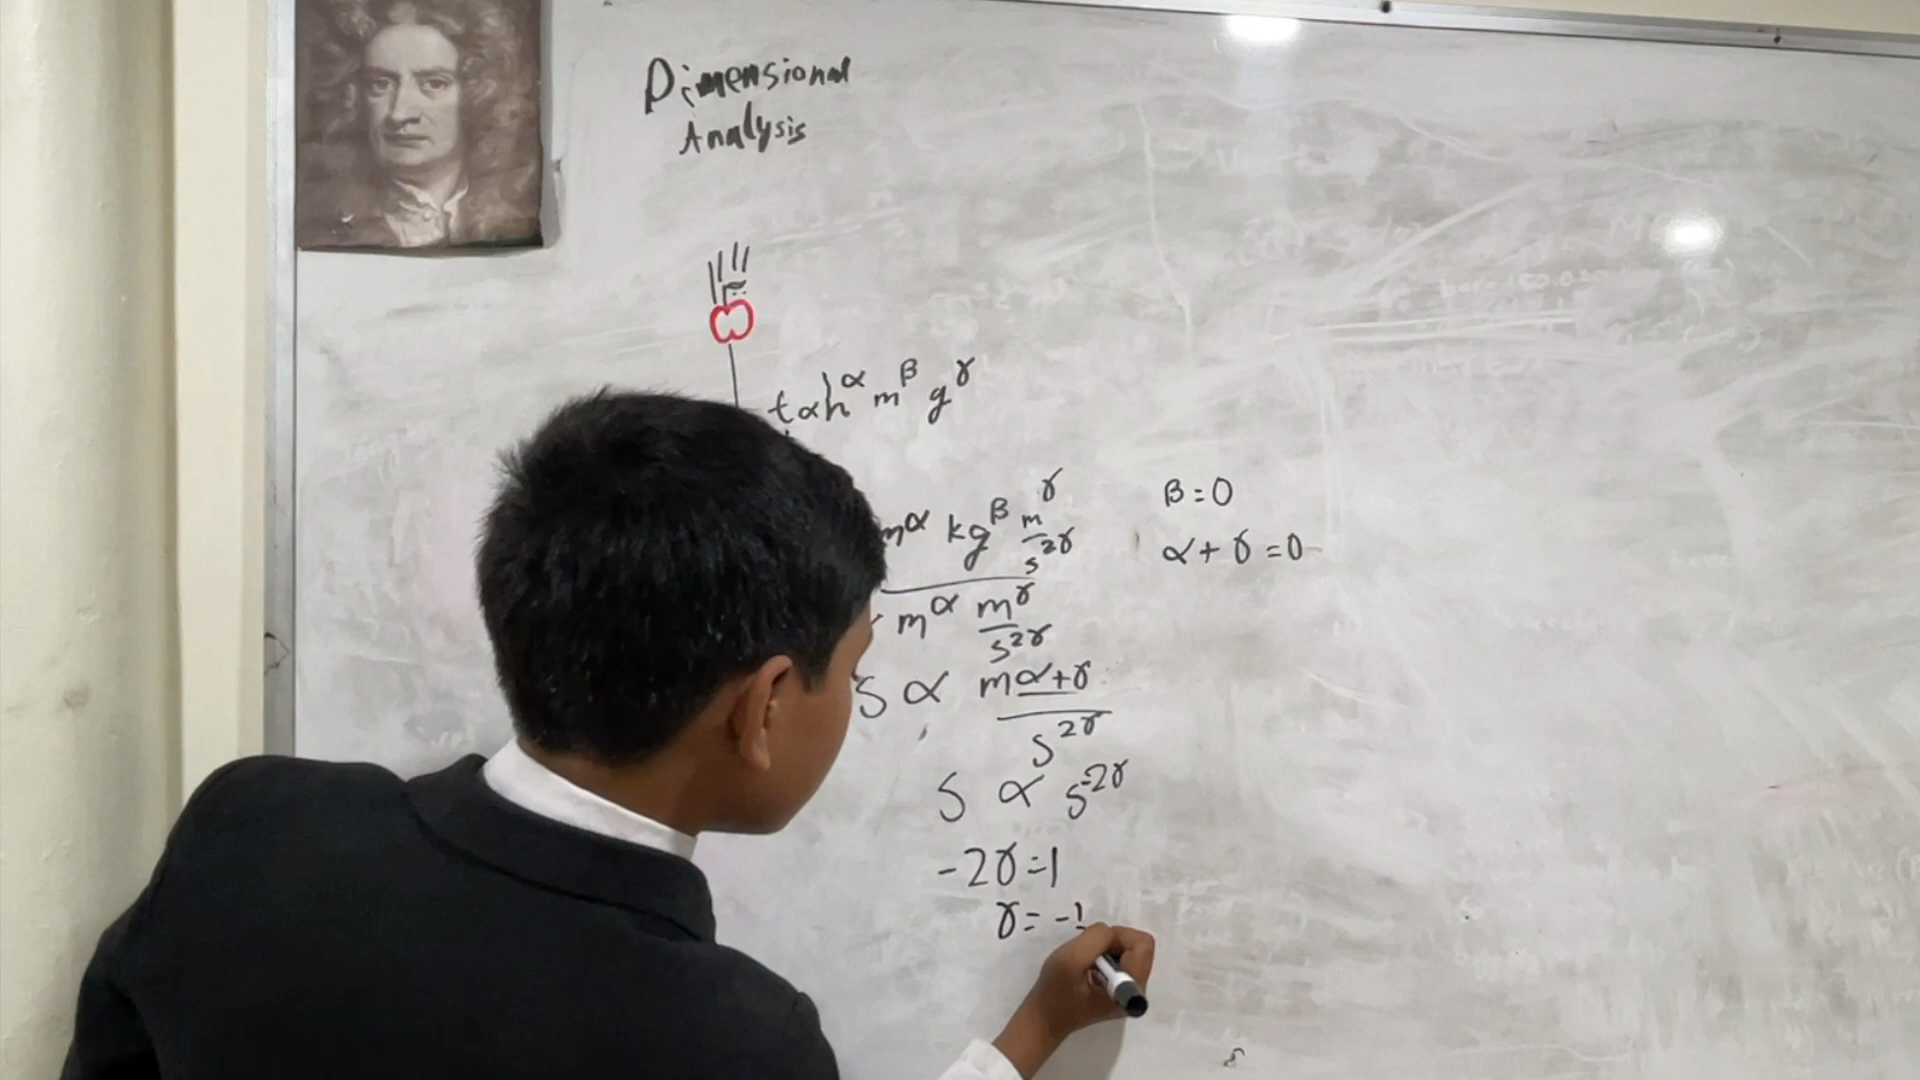 Dimensional
Analysis
t ∝ h^α m^β g^γ
m^α kg^β m^γ/s^2γ
β = 0
α + γ = 0
m^α m^γ/s^2γ
S ∝ m^α+γ/s^2γ
S ∝ s^-2γ
-2γ = 1
γ = -1